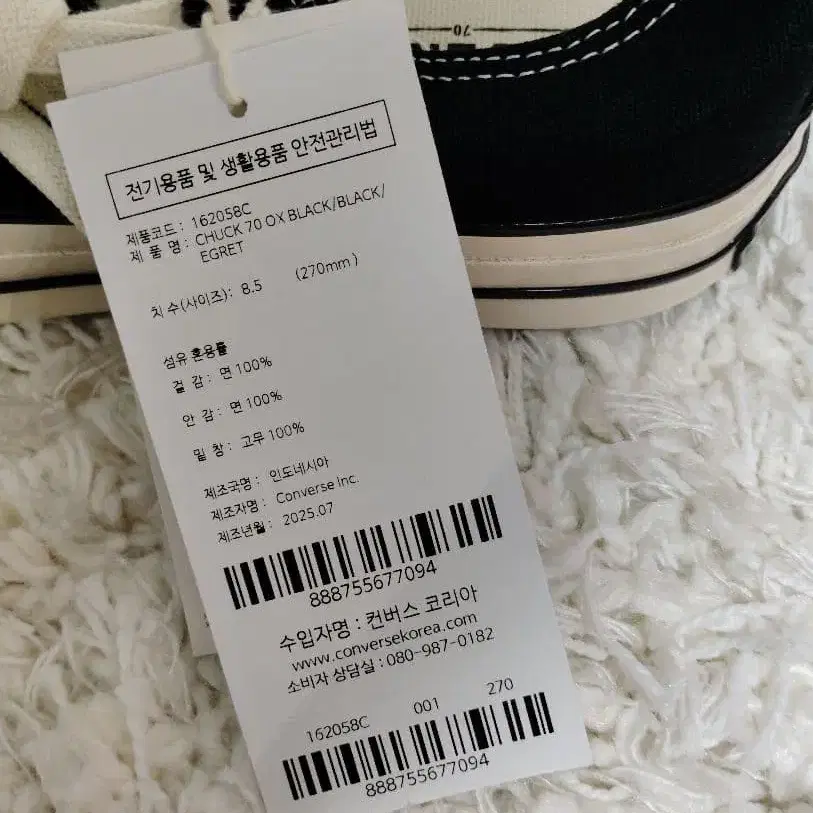 70
전기용품 및 생활용품 안전관리법
제품코드 : 162058C
제 품 명 : CHUCK 70 OX BLACK/BLACK/
EGRET
치 수(사이즈) : 8.5 (270mm)
섬유 혼용률
겉 감 : 면 100%
안 감 : 면 100%
밑 창 : 고무 100%
제조국명 : 인도네시아
제조자명 : Converse Inc.
제조년월 : 2025.07
888755677094
수입자명 : 컨버스 코리아
www.conversekorea.com
소비자 상담실 : 080-987-0182
162058C 001 270
888755677094